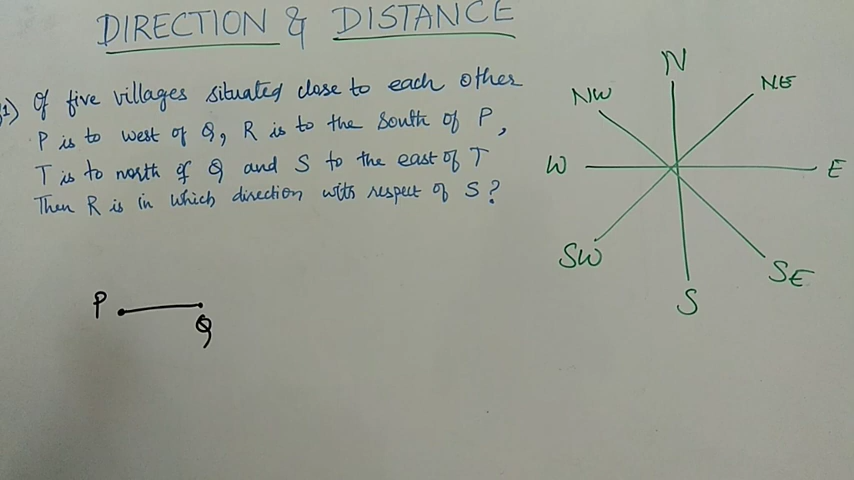 DIRECTION & DISTANCE
1) Of five villages situated close to each other
P is to west of Q, R is to the south of P,
T is to north of Q and S to the east of T
Then R is in which direction with respect of S?
N
NW
NE
W
E
SW
SE
S
P
Q